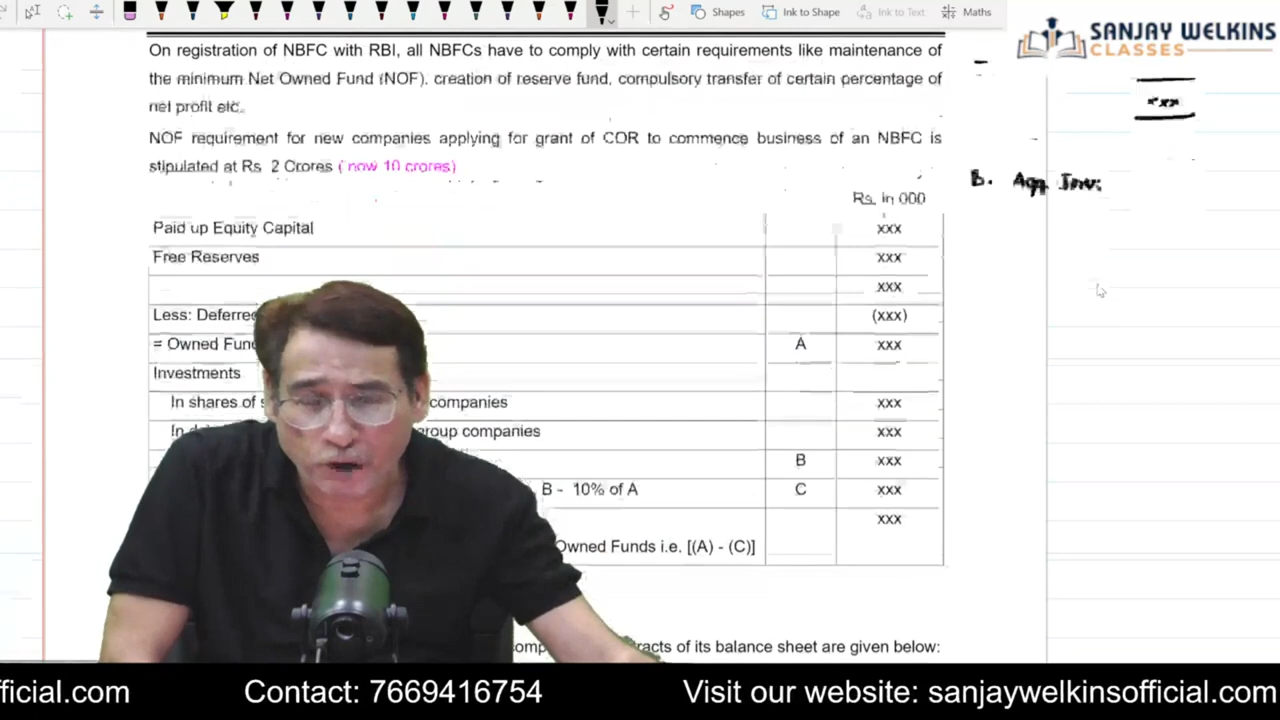 Shapes Ink to Shape Ink to Text Maths
SANJAY WELKINS
CLASSES
On registration of NBFC with RBI, all NBFCs have to comply with certain requirements like maintenance of
the minimum Net Owned Fund (NOF). creation of reserve fund, compulsory transfer of certain percentage of
net profit etc.
NOF requirement for new companies applying for grant of COR to commence business of an NBFC is
stipulated at Rs. 2 Crores ( now 10 crores)
xx
B. Agg Inv:
Rs. in 000
Paid up Equity Capital xxx
Free Reserves xxx
xxx
Less: (xxx)
= Owned A xxx
Investments
In shares of companies xxx
group companies xxx
B xxx
B - 10% of A C xxx
xxx
Owned Funds i.e. [(A) - (C)]
of its balance sheet are given below:
Contact: 7669416754 Visit our website: sanjaywelkinsofficial.com